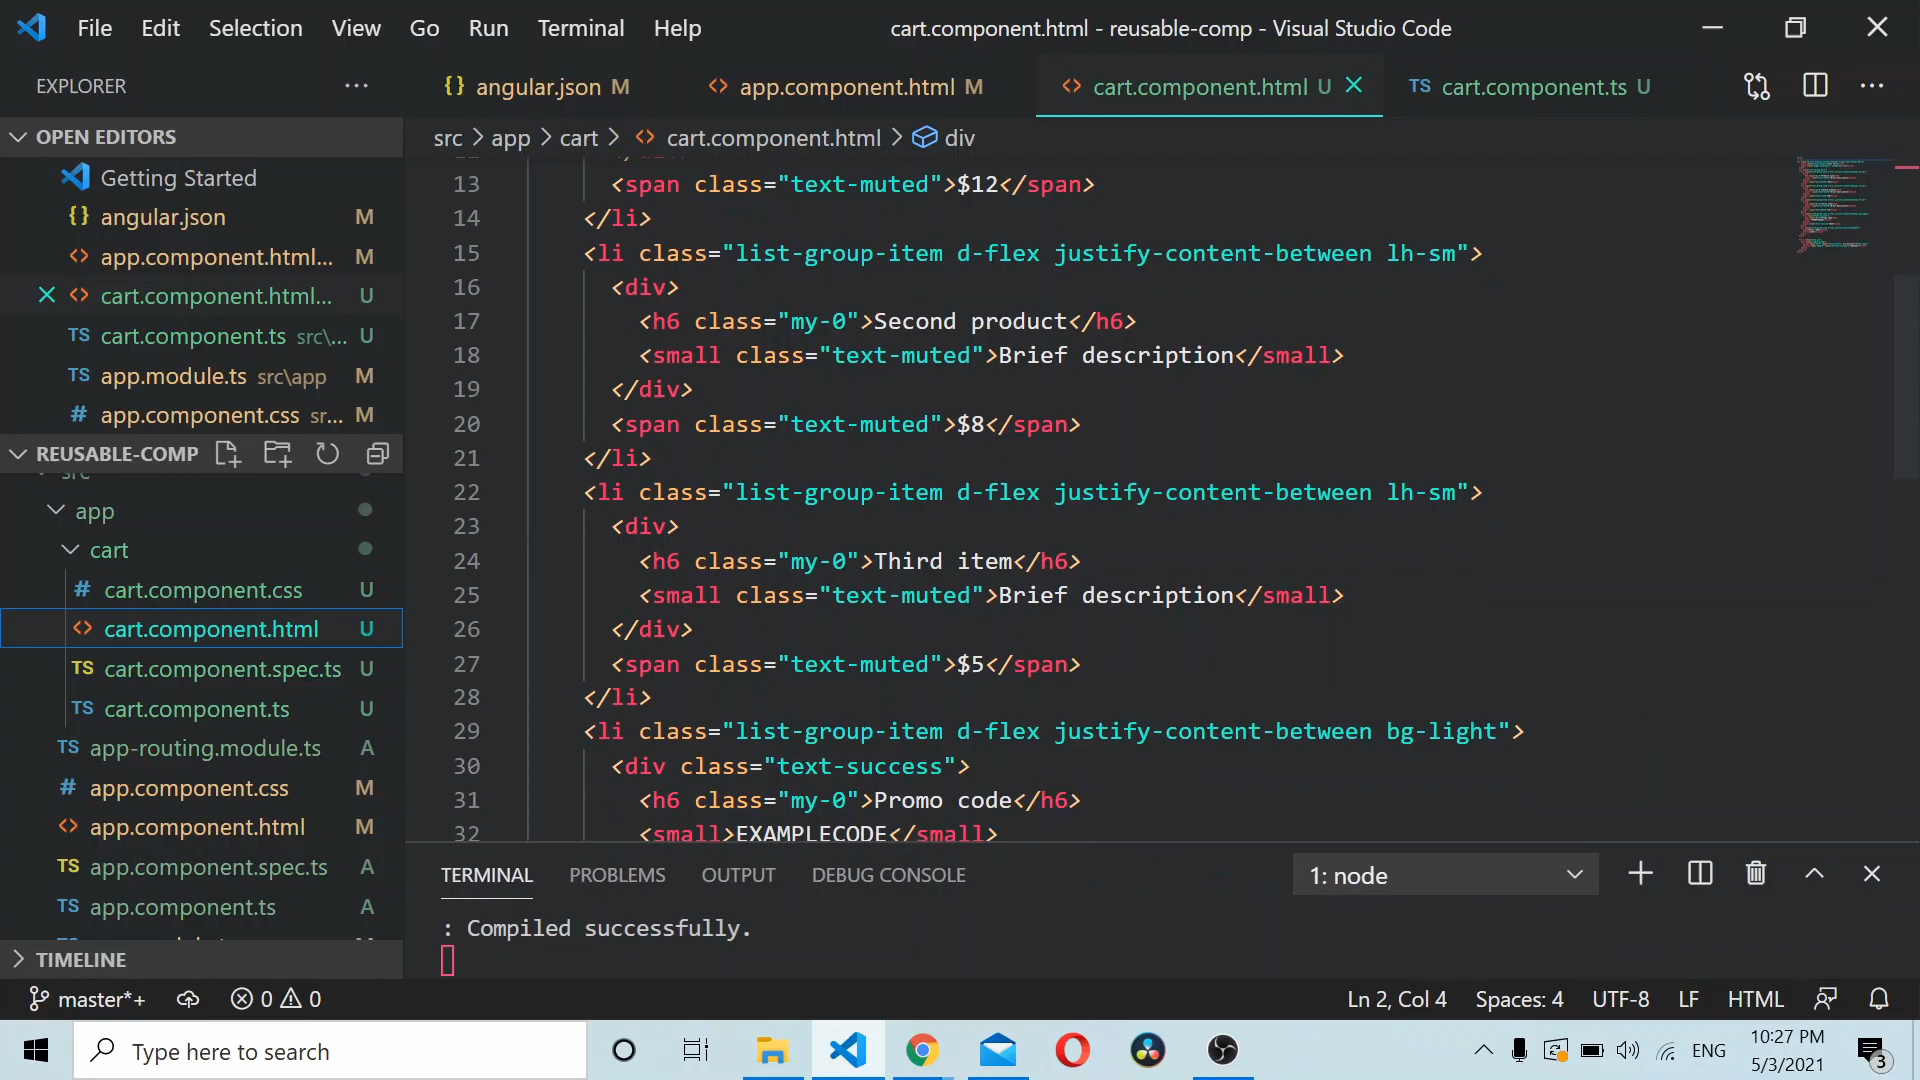 File Edit Selection View Go Run Terminal Help
cart.component.html - reusable-comp - Visual Studio Code
EXPLORER
{} angular.json M
<> app.component.html M
<> cart.component.html U
TS cart.component.ts U
OPEN EDITORS
Getting Started
{} angular.json M
<> app.component.html... M
<> cart.component.html... U
TS cart.component.ts src\... U
TS app.module.ts src\app M
# app.component.css sr... M
REUSABLE-COMP
src
app
cart
# cart.component.css U
<> cart.component.html U
TS cart.component.spec.ts U
TS cart.component.ts U
TS app-routing.module.ts A
# app.component.css M
<> app.component.html M
TS app.component.spec.ts A
TS app.component.ts A
TIMELINE
src > app > cart > <> cart.component.html > div
13 <span class="text-muted">$12</span>
14 </li>
15 <li class="list-group-item d-flex justify-content-between lh-sm">
16 <div>
17 <h6 class="my-0">Second product</h6>
18 <small class="text-muted">Brief description</small>
19 </div>
20 <span class="text-muted">$8</span>
21 </li>
22 <li class="list-group-item d-flex justify-content-between lh-sm">
23 <div>
24 <h6 class="my-0">Third item</h6>
25 <small class="text-muted">Brief description</small>
26 </div>
27 <span class="text-muted">$5</span>
28 </li>
29 <li class="list-group-item d-flex justify-content-between bg-light">
30 <div class="text-success">
31 <h6 class="my-0">Promo code</h6>
32 <small>EXAMPLECODE</small>
TERMINAL PROBLEMS OUTPUT DEBUG CONSOLE
1: node
: Compiled successfully.
master*+ 0 0
Ln 2, Col 4 Spaces: 4 UTF-8 LF HTML
Type here to search
ENG
10:27 PM
5/3/2021
3